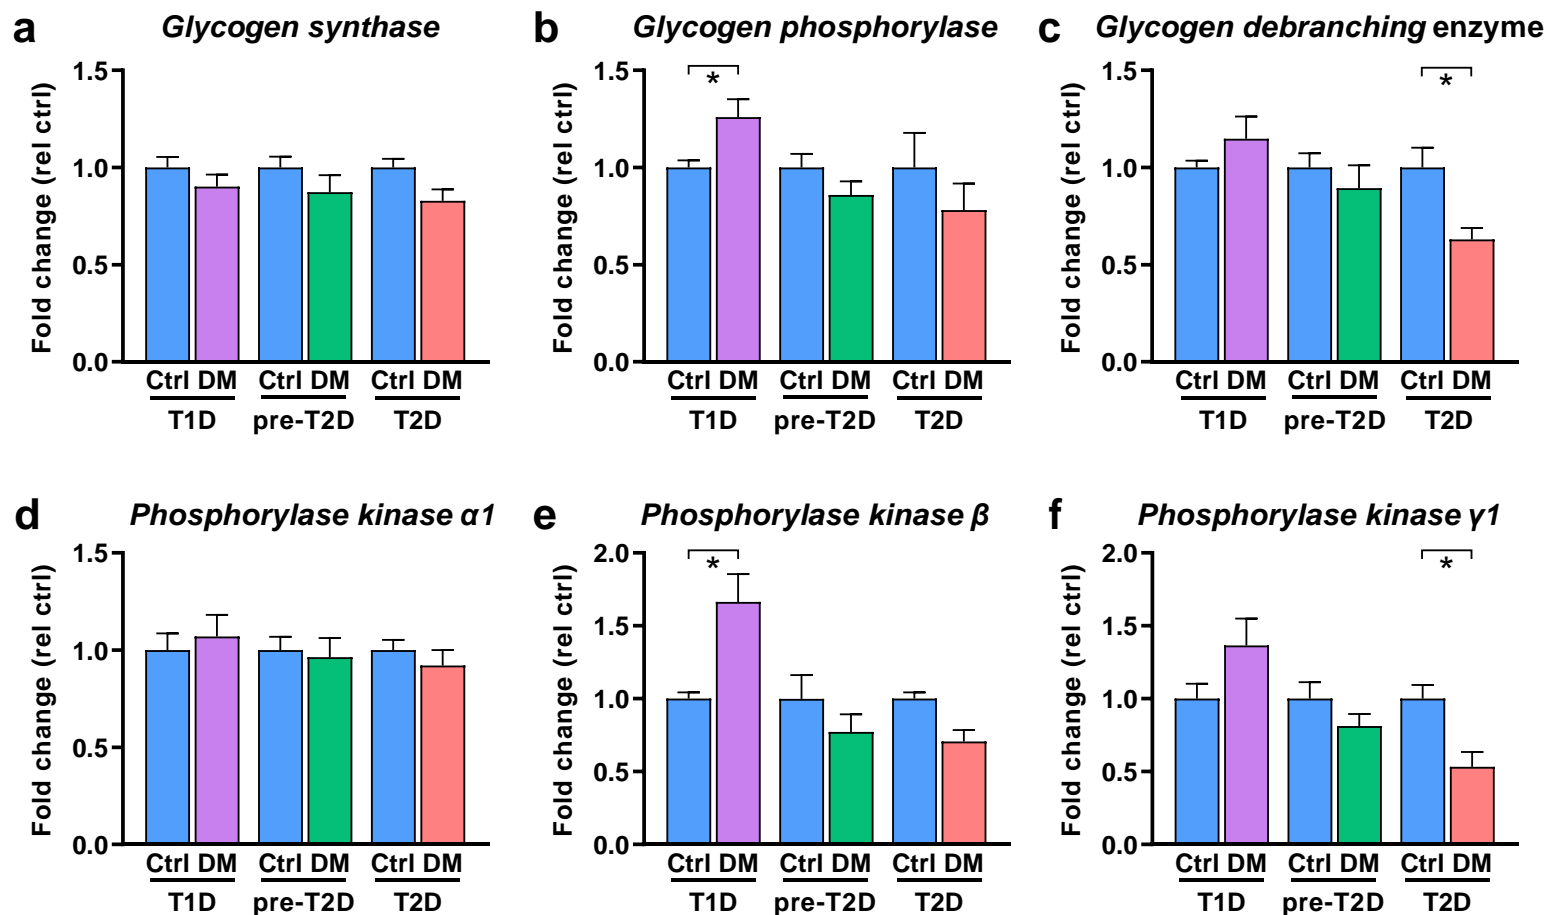 a Glycogen synthase
Fold change (rel ctrl)
1.5
1.0
0.5
0.0
Ctrl DM Ctrl DM Ctrl DM
T1D pre-T2D T2D
b Glycogen phosphorylase
Fold change (rel ctrl)
1.5
1.0
0.5
0.0
*
Ctrl DM Ctrl DM Ctrl DM
T1D pre-T2D T2D
c Glycogen debranching enzyme
Fold change (rel ctrl)
1.5
1.0
0.5
0.0
*
Ctrl DM Ctrl DM Ctrl DM
T1D pre-T2D T2D
d Phosphorylase kinase α1
Fold change (rel ctrl)
1.5
1.0
0.5
0.0
Ctrl DM Ctrl DM Ctrl DM
T1D pre-T2D T2D
e Phosphorylase kinase β
Fold change (rel ctrl)
2.0
1.5
1.0
0.5
0.0
*
Ctrl DM Ctrl DM Ctrl DM
T1D pre-T2D T2D
f Phosphorylase kinase γ1
Fold change (rel ctrl)
2.0
1.5
1.0
0.5
0.0
*
Ctrl DM Ctrl DM Ctrl DM
T1D pre-T2D T2D